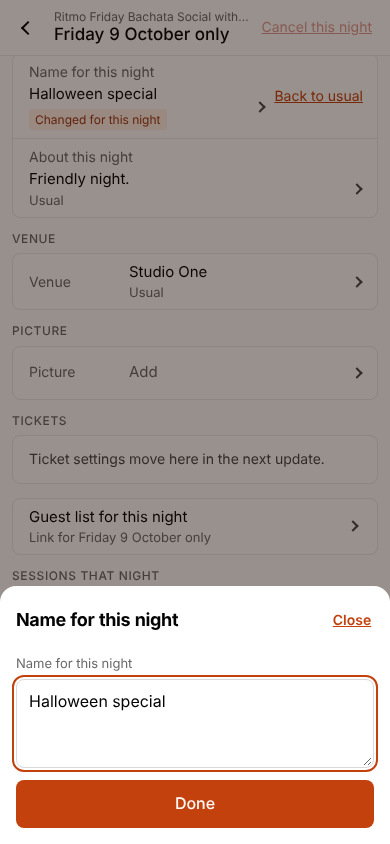 Ritmo Friday Bachata Social with...
Friday 9 October only
Cancel this night
Name for this night
Halloween special
Changed for this night
Back to usual
About this night
Friendly night.
Usual
VENUE
Venue
Studio One
Usual
PICTURE
Picture
Add
TICKETS
Ticket settings move here in the next update.
Guest list for this night
Link for Friday 9 October only
SESSIONS THAT NIGHT
Name for this night
Close
Name for this night
Halloween special
Done